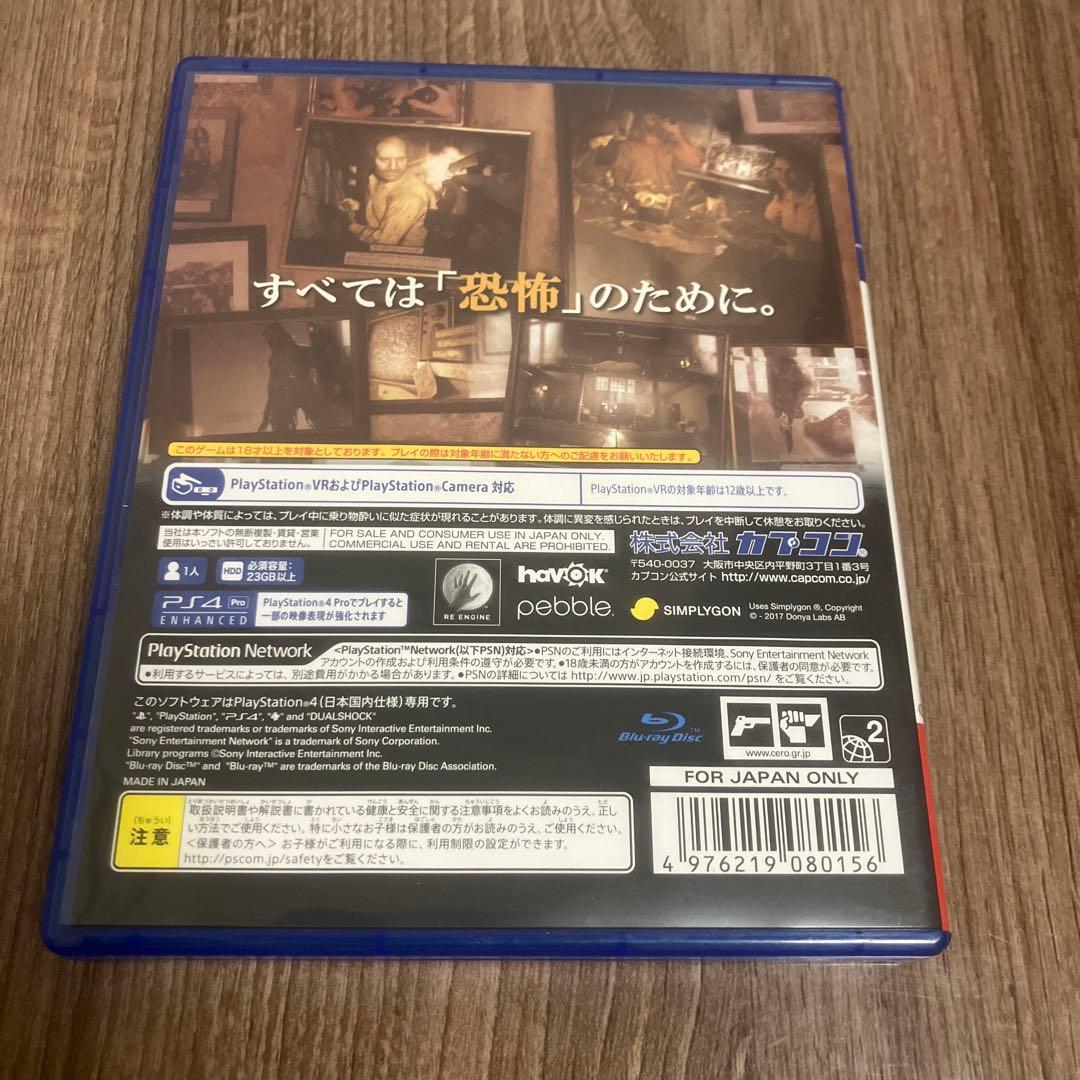 すべては「恐怖」のために。
このゲームは18才以上を対象としております。プレイの際は対象年齢に満たない方へのご配慮をお願いいたします。
PlayStation®VRおよびPlayStation®Camera 対応
PlayStation®VRの対象年齢は12歳以上です。
※体調や体質によっては、プレイ中に乗り物酔いに似た症状が現れることがあります。体調に異変を感じられたときは、プレイを中断して休憩をお取りください。
当社は本ソフトの無断複製・賃貸・営業
使用はいっさい許可しておりません。
FOR SALE AND CONSUMER USE IN JAPAN ONLY.
COMMERCIAL USE AND RENTAL ARE PROHIBITED.
株式会社 カプコン®
〒540-0037 大阪市中央区内平野町3丁目1番3号
カプコン公式サイト http://www.capcom.co.jp/
1人
HDD 必須容量:
23GB以上
RE ENGINE
havok
pebble.
SIMPLYGON
Uses Simplygon ®, Copyright
© - 2017 Donya Labs AB
PS4 Pro
ENHANCED
PlayStation®4 Proでプレイすると
一部の映像表現が強化されます
PlayStation Network
<PlayStation™Network(以下PSN)対応>●PSNのご利用にはインターネット接続環境、Sony Entertainment Network
アカウントの作成および利用条件の遵守が必要です。●18歳未満の方がアカウントを作成するには、保護者の同意が必要です。
●利用するサービスによっては、別途費用がかかる場合があります。●PSNの詳細については http://www.jp.playstation.com/psn/ をご覧ください。
このソフトウェアはPlayStation®4(日本国内仕様)専用です。
"PlayStation", "PS4", and "DUALSHOCK"
are registered trademarks or trademarks of Sony Interactive Entertainment Inc.
"Sony Entertainment Network" is a trademark of Sony Corporation.
Library programs ©Sony Interactive Entertainment Inc.
"Blu-ray Disc™" and "Blu-ray™" are trademarks of the Blu-ray Disc Association.
MADE IN JAPAN
Blu-ray Disc™
www.cero.gr.jp
2
FOR JAPAN ONLY
(ちゅうい)
注意
取扱説明書や解説書に書かれている健康と安全に関する注意事項をよくお読みのうえ、正し
い方法でご使用ください。特に小さなお子様は保護者の方がお読みのうえ、ご使用ください。
<保護者の方へ> お子様がご利用になる際に、利用制限の設定ができます。
http://pscom.jp/safetyをご覧ください。
4 976219 080156